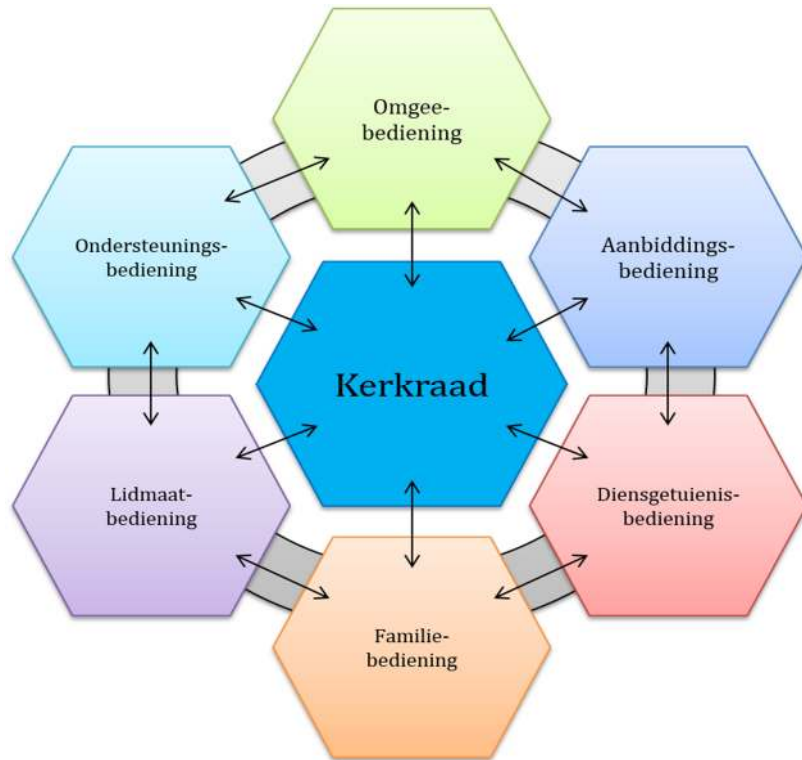 Omgee-
bediening
Ondersteunings-
bediening
Aanbiddings-
bediening
Kerkraad
Lidmaat-
bediening
Diensgetuienis-
bediening
Familie-
bediening